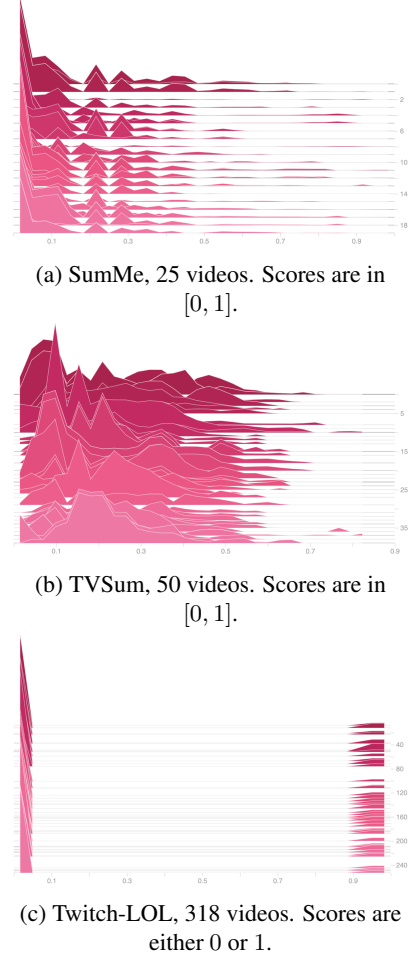 2
6
10
14
18
0.1 0.3 0.5 0.7 0.9
(a) SumMe, 25 videos. Scores are in
[0, 1].
5
15
25
35
0.1 0.3 0.5 0.7 0.9
(b) TVSum, 50 videos. Scores are in
[0, 1].
40
80
120
160
200
240
0.1 0.3 0.5 0.7 0.9
(c) Twitch-LOL, 318 videos. Scores are
either 0 or 1.